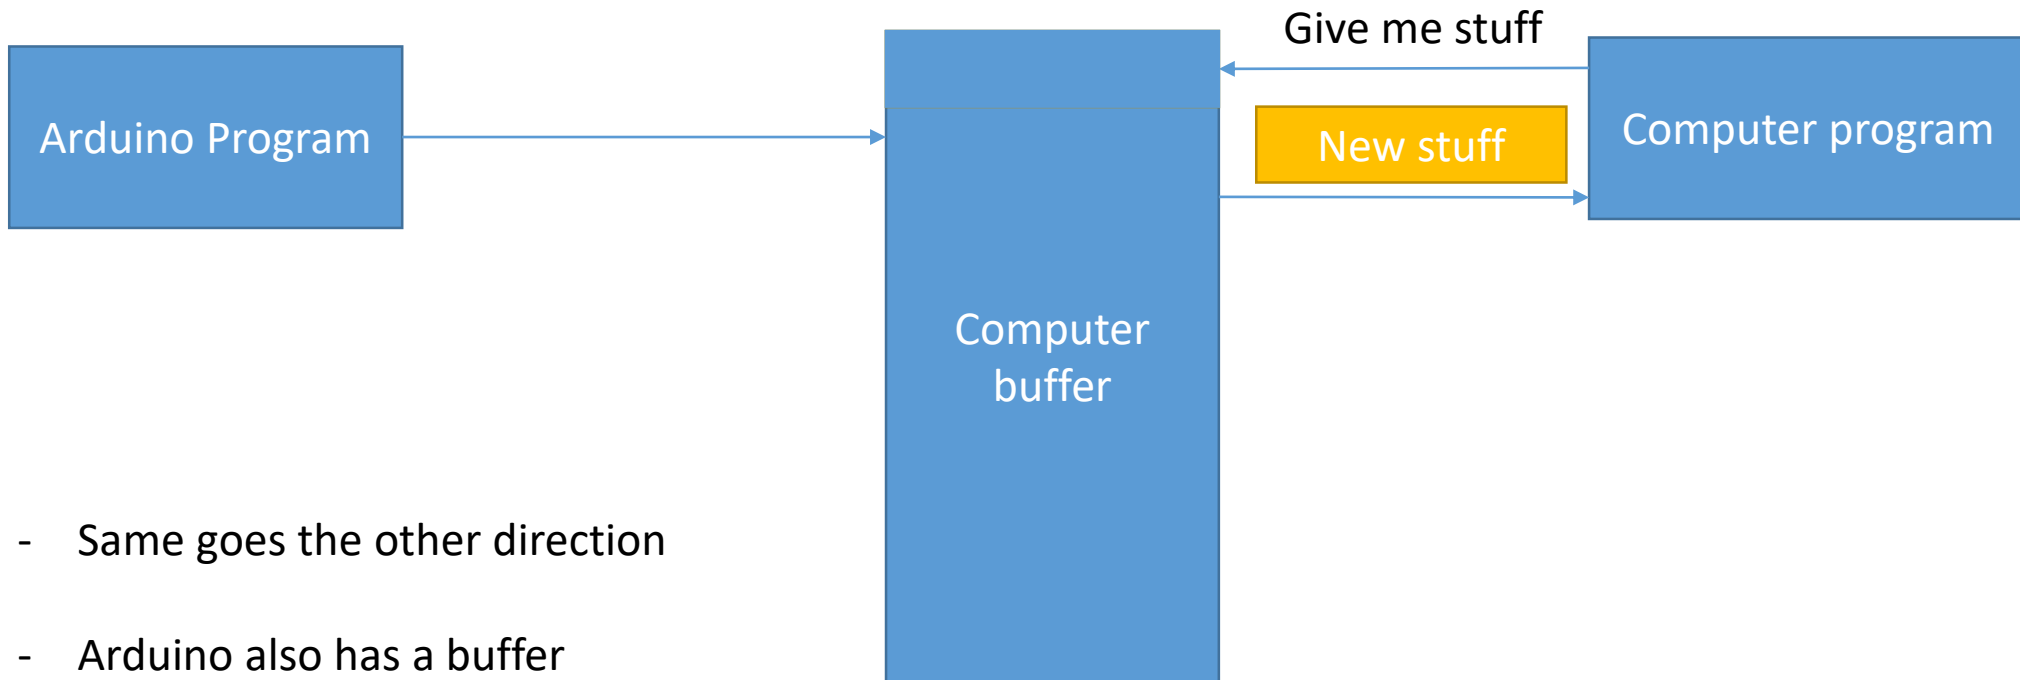 Give me stuff
Arduino Program
New stuff
Computer program
Computer
buffer
- Same goes the other direction
- Arduino also has a buffer